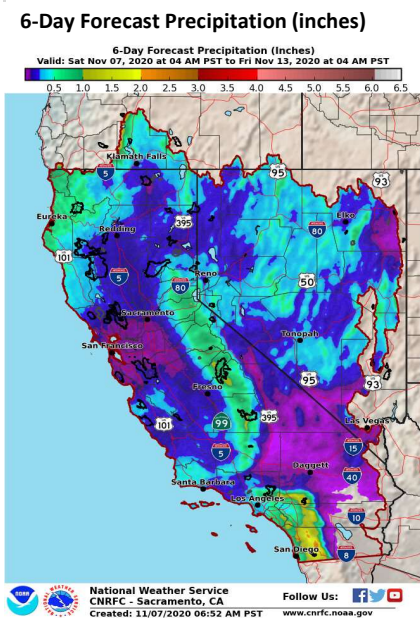 6-Day Forecast Precipitation (inches)
6-Day Forecast Precipitation (Inches)
Valid: Sat Nov 07, 2020 at 04 AM PST to Fri Nov 13, 2020 at 04 AM PST
0.5 1.0 1.5 2.0 2.5 3.0 3.5 4.0 4.5 5.0 5.5 6.0 6.5
Klamath Falls
5
95
93
Eureka
395
Elko
Redding
80
101
5
Reno
80
50
Sacramento
Tonopah
San Francisco
95
93
Fresno
395
101
99
Las Vegas
5
15
Daggett
40
Santa Barbara
Los Angeles
10
San Diego
8
NOAA
National Weather Service
CNRFC - Sacramento, CA
Created: 11/07/2020 06:52 AM PST
Follow Us:
www.cnrfc.noaa.gov